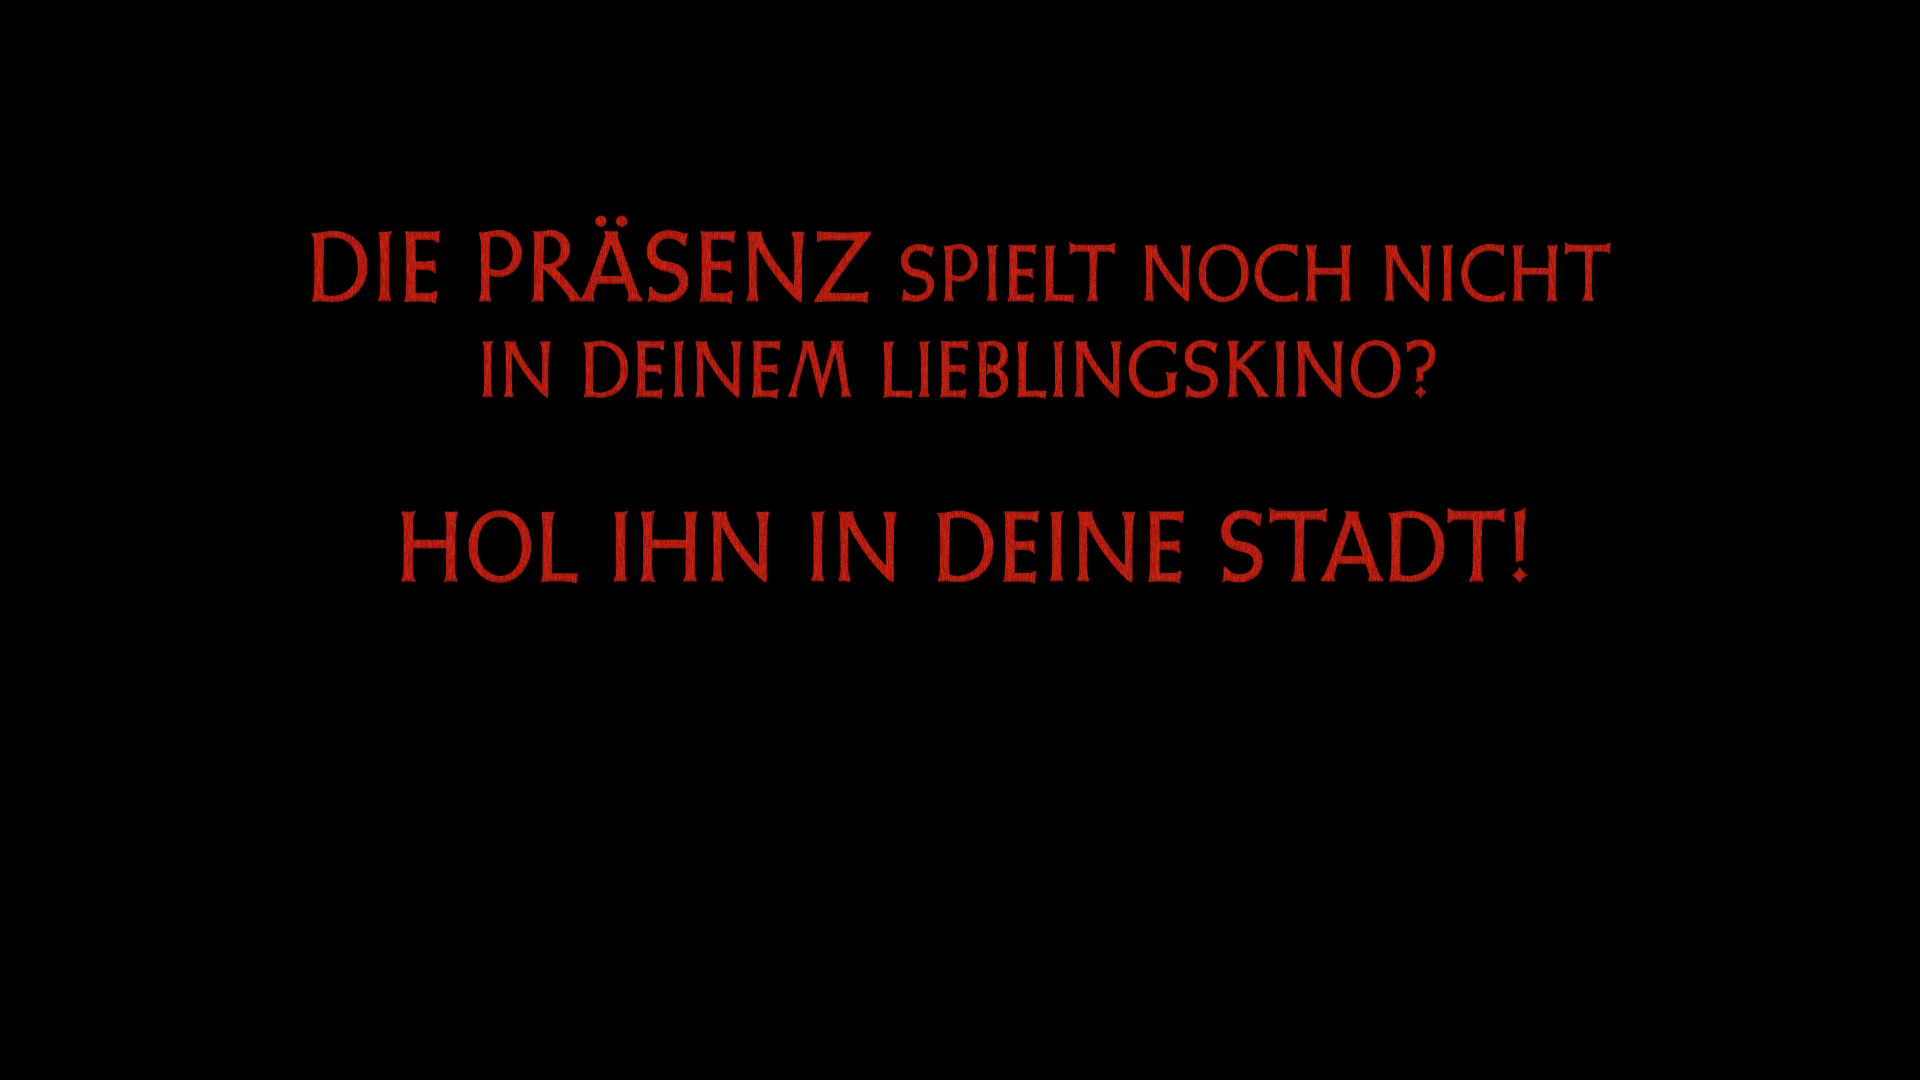 DIE PRÄSENZ SPIELT NOCH NICHT
IN DEINEM LIEBLINGSKINO?
HOL IHN IN DEINE STADT!